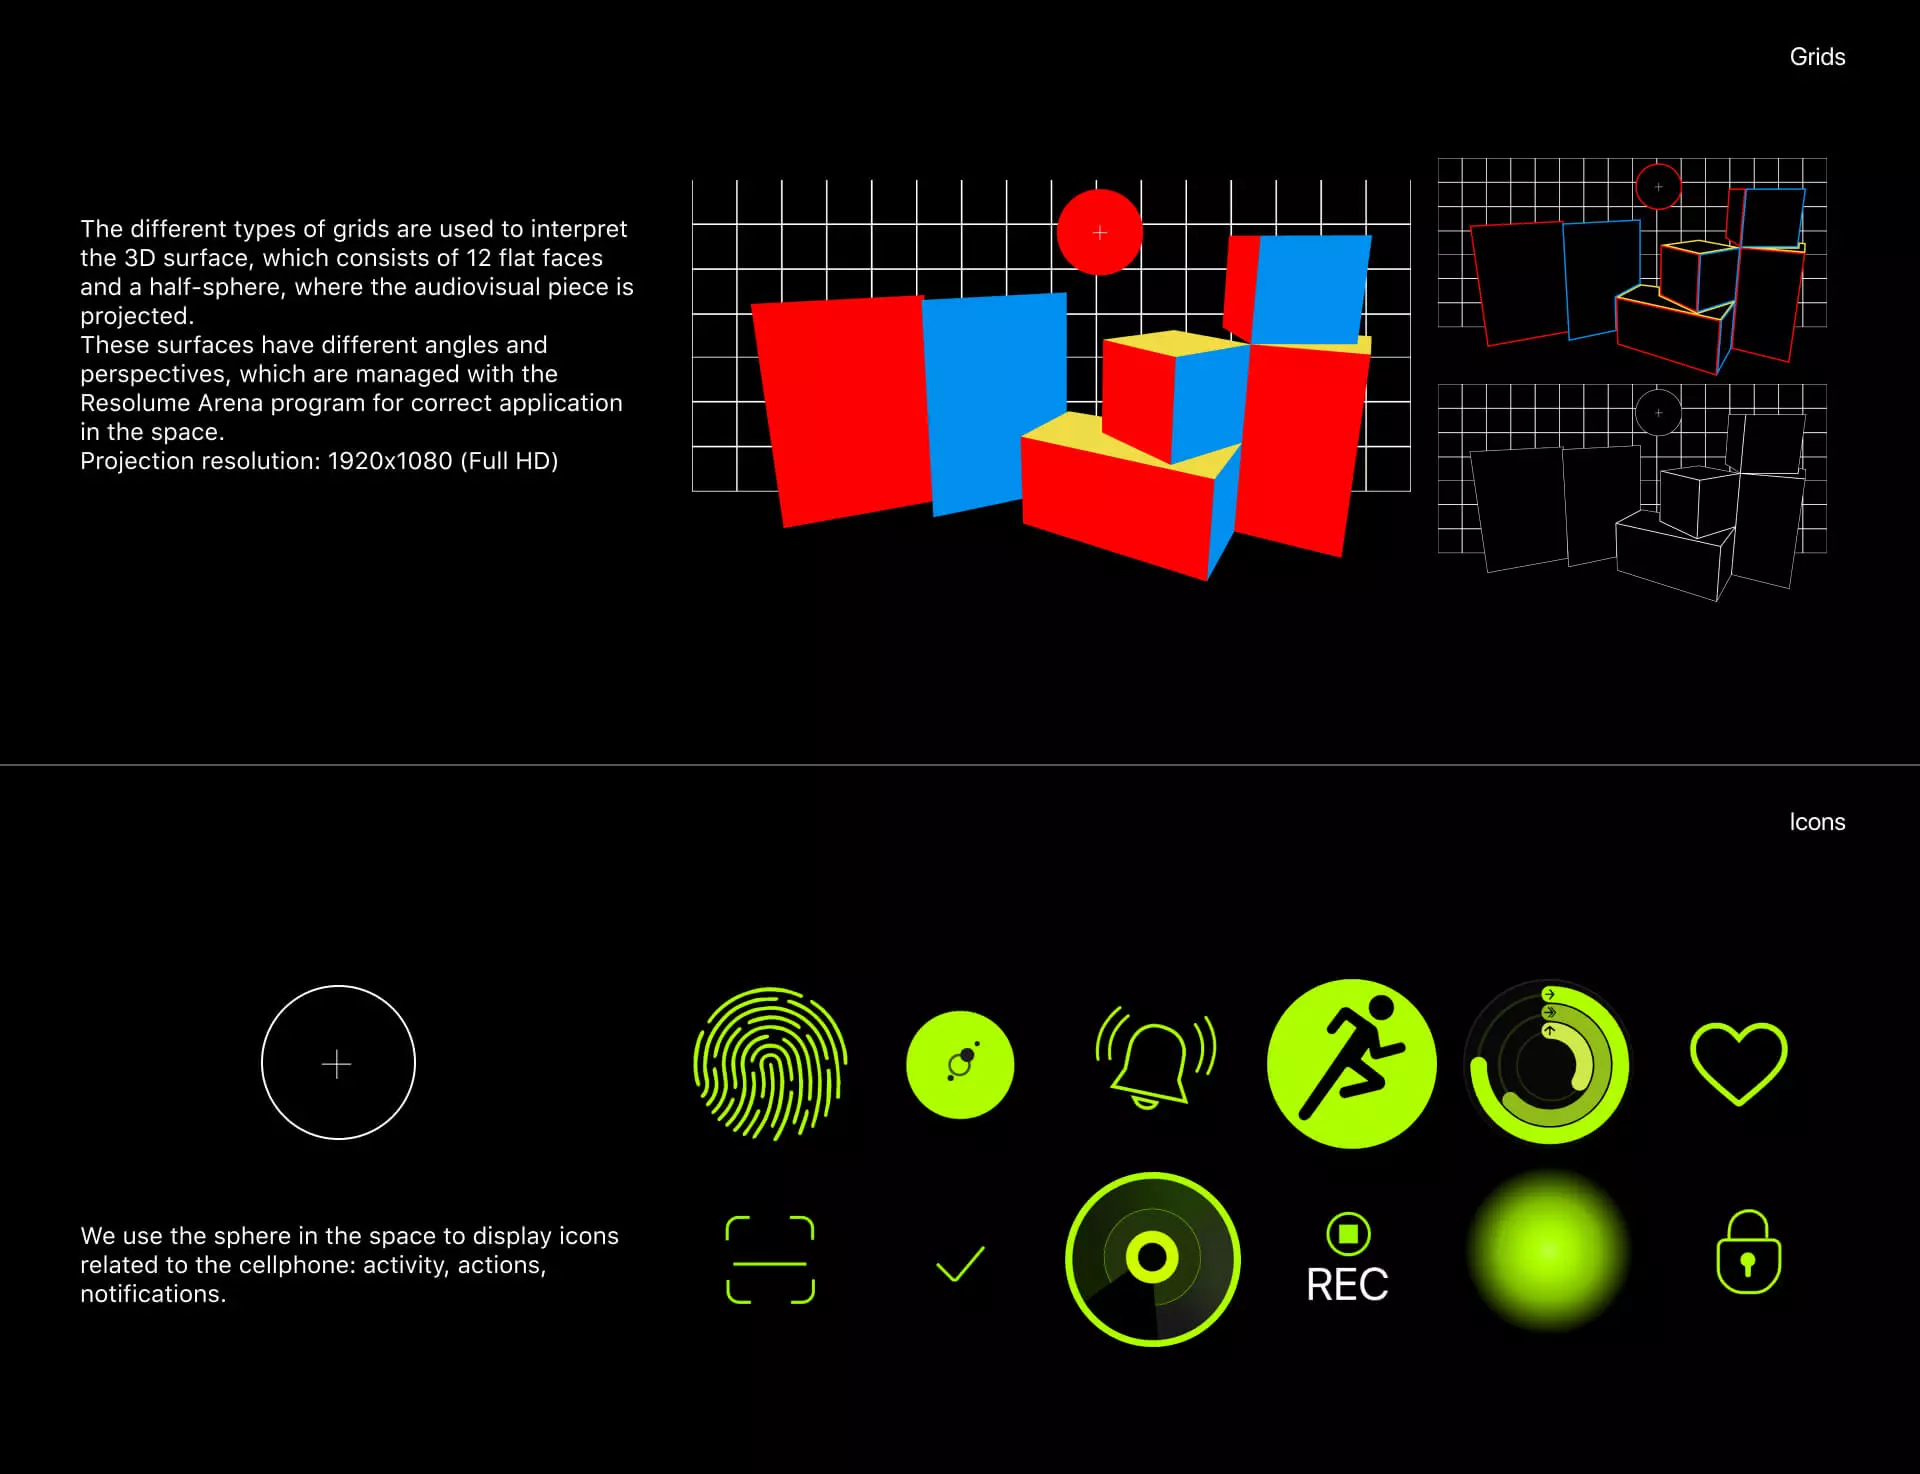 Grids
The different types of grids are used to interpret
the 3D surface, which consists of 12 flat faces
and a half-sphere, where the audiovisual piece is
projected.
These surfaces have different angles and
perspectives, which are managed with the
Resolume Arena program for correct application
in the space.
Projection resolution: 1920x1080 (Full HD)
Icons
We use the sphere in the space to display icons
related to the cellphone: activity, actions,
notifications.
REC